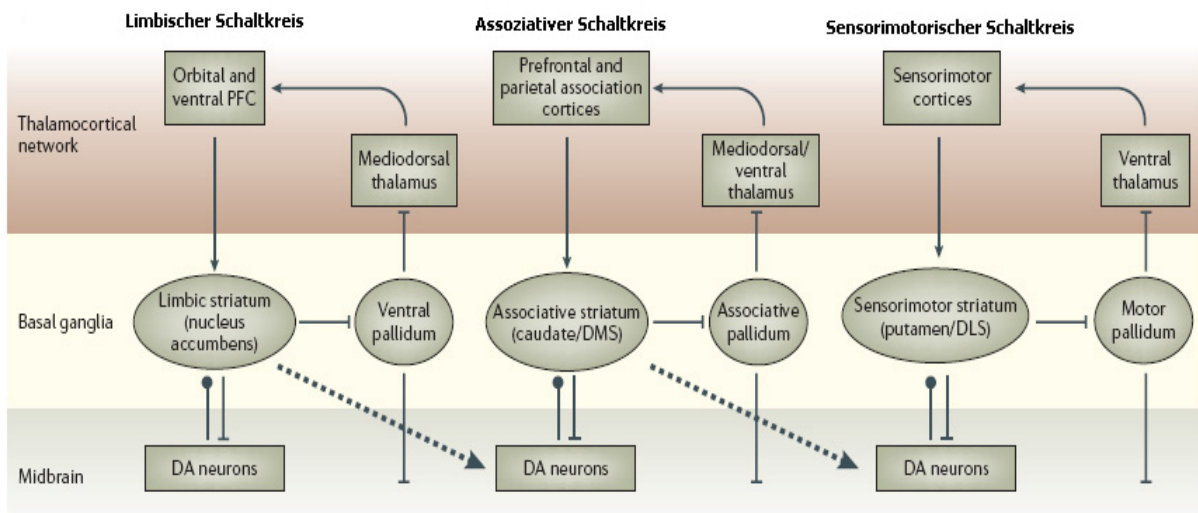 Limbischer Schaltkreis
Assoziativer Schaltkreis
Sensorimotorischer Schaltkreis
Thalamocortical
network
Orbital and
ventral PFC
Mediodorsal
thalamus
Prefrontal and
parietal association
cortices
Mediodorsal/
ventral
thalamus
Sensorimotor
cortices
Ventral
thalamus
Basal ganglia
Limbic striatum
(nucleus
accumbens)
Ventral
pallidum
Associative striatum
(caudate/DMS)
Associative
pallidum
Sensorimotor striatum
(putamen/DLS)
Motor
pallidum
Midbrain
DA neurons
DA neurons
DA neurons